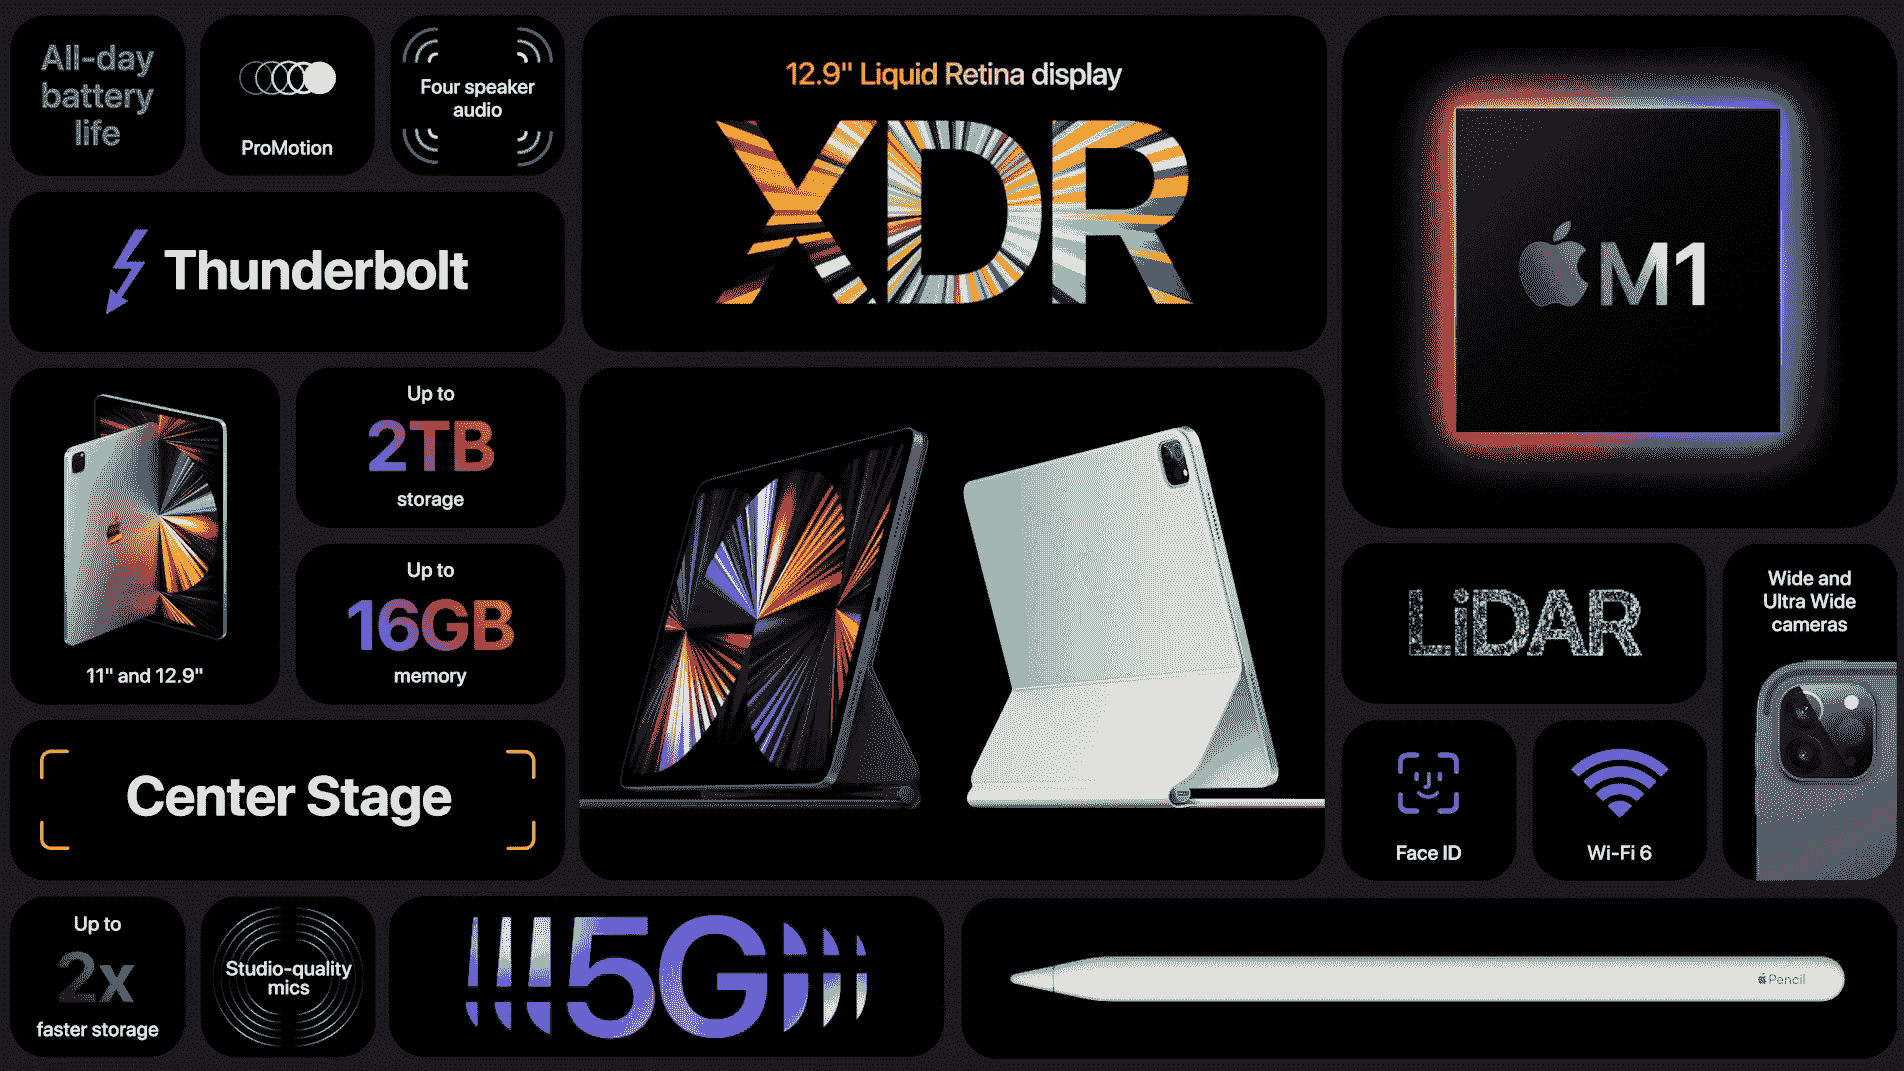 All-day
battery
life
ProMotion
Four speaker
audio
12.9" Liquid Retina display
XDR
M1
Thunderbolt
11" and 12.9"
Up to
2TB
storage
Up to
16GB
memory
LiDAR
Wide and
Ultra Wide
cameras
Center Stage
Face ID
Wi-Fi 6
Up to
2x
faster storage
Studio-quality
mics
5G
Pencil